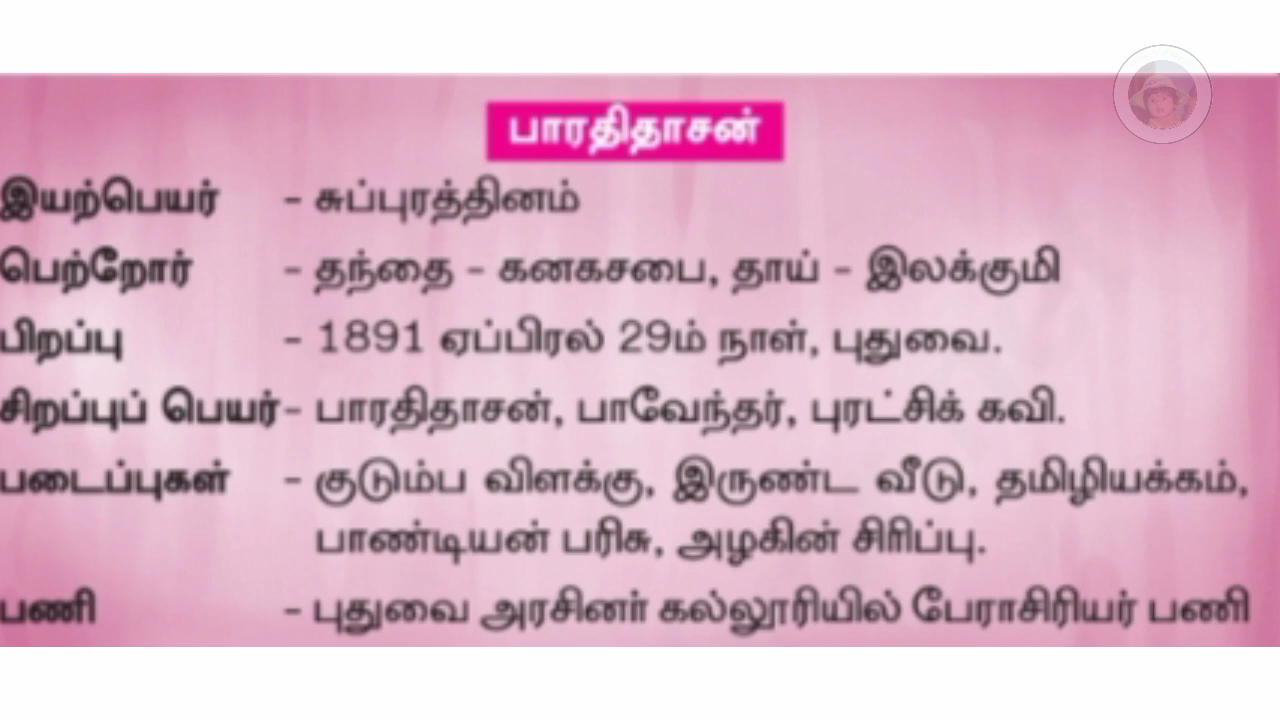 பாரதிதாசன்
இயற்பெயர் - சுப்புரத்தினம்
பெற்றோர் - தந்தை - கனகசபை, தாய் - இலக்குமி
பிறப்பு - 1891 ஏப்பிரல் 29ம் நாள், புதுவை.
சிறப்புப் பெயர் - பாரதிதாசன், பாவேந்தர், புரட்சிக் கவி.
படைப்புகள் - குடும்ப விளக்கு, இருண்ட வீடு, தமிழியக்கம்,
பாண்டியன் பரிசு, அழகின் சிரிப்பு.
பணி - புதுவை அரசினர் கல்லூரியில் பேராசிரியர் பணி